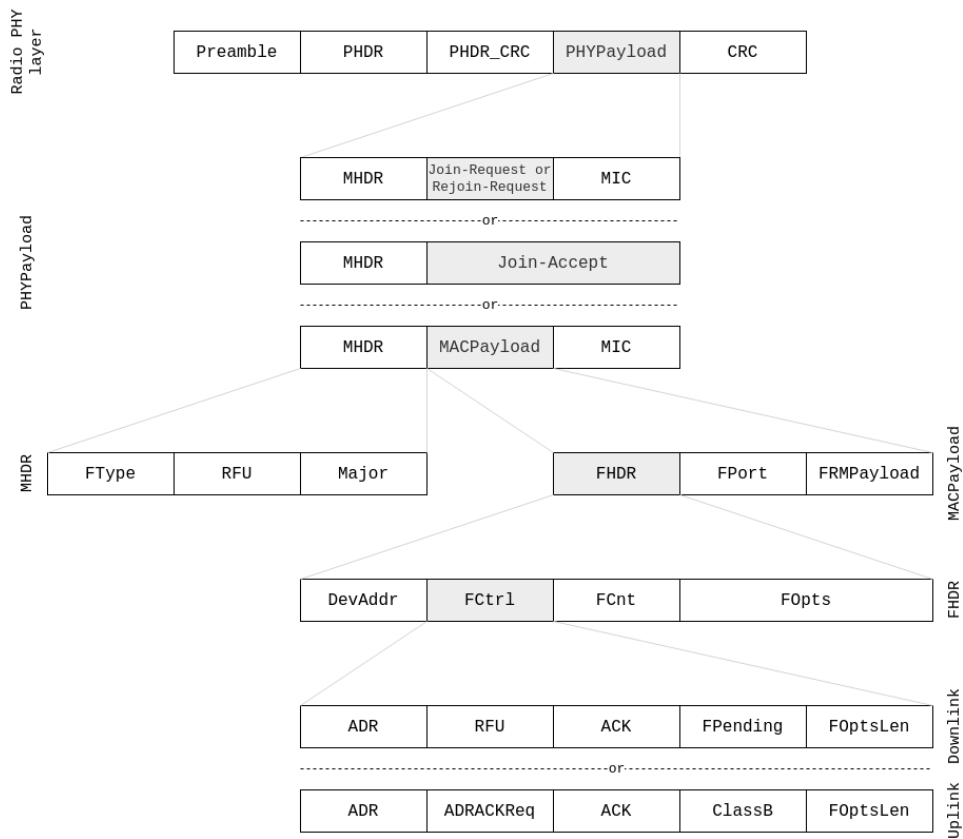 Radio PHY
layer
Preamble PHDR PHDR_CRC PHYPayload CRC
PHYPayload
MHDR Join-Request or MIC
Rejoin-Request
or
MHDR Join-Accept
or
MHDR MACPayload MIC
MHDR
FType RFU Major FHDR FPort FRMPayload
MACPayload
DevAddr FCtrl FCnt FOpts
FHDR
ADR RFU ACK FPending FOptsLen
Downlink
or
ADR ADRACKReq ACK ClassB FOptsLen
Uplink